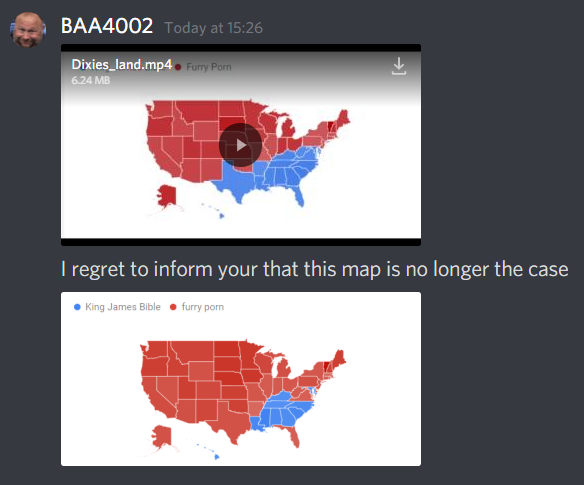 BAA4002 Today at 15:26
Dixies_land.mp4 Furry Porn
6.24 MB
I regret to inform your that this map is no longer the case
King James Bible furry porn